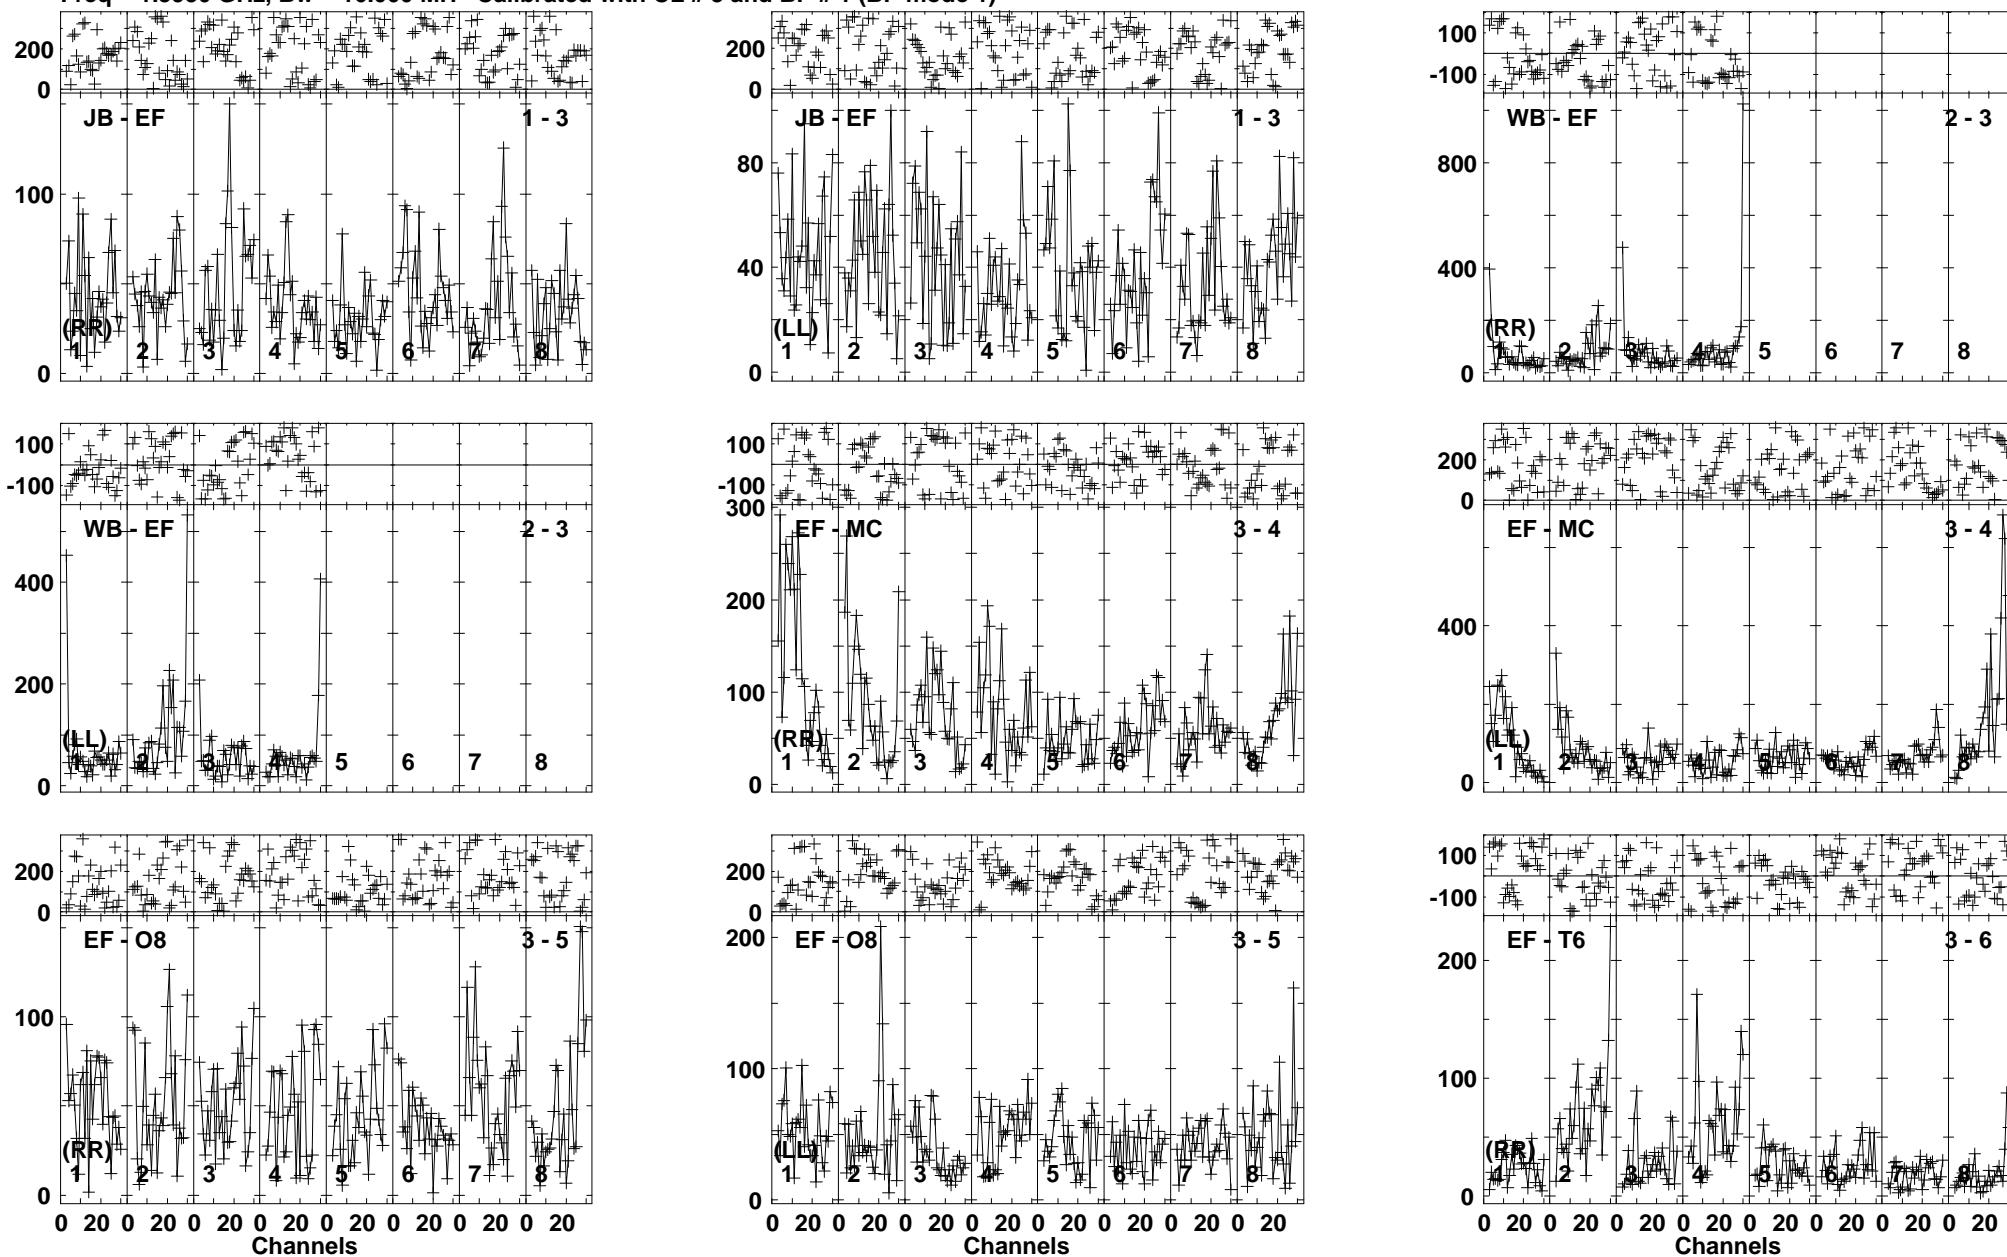 200 0 200 0 100 -100
JB - EF 1 - 3 JB - EF 1 - 3 WB - EF 2 - 3
100 0 80 40 0 800 400 0
(RR) (LL) (RR)
1 2 3 4 5 6 7 8 1 2 3 4 5 6 7 8 1 2 3 4 5 6 7 8
100 -100 100 -100 200 0
WB - EF 2 - 3 EF - MC 3 - 4 EF - MC 3 - 4
400 200 0 300 200 100 0 400 0
(LL) (RR) (LL)
1 2 3 4 5 6 7 8 1 2 3 4 5 6 7 8 1 2 3 4 5 6 7 8
200 0 200 0 100 -100
EF - O8 3 - 5 EF - O8 3 - 5 EF - T6 3 - 6
100 0 200 100 0 200 100 0
(RR) (LL) (RR)
1 2 3 4 5 6 7 8 1 2 3 4 5 6 7 8 1 2 3 4 5 6 7 8
0 20 0 20 0 20 0 20 0 20 0 20 0 20 0 20 0 20 0 20 0 20 0 20 0 20 0 20 0 20 0 20 0 20 0 20 0 20 0 20 0 20 0 20 0 20 0 20
Channels Channels Channels